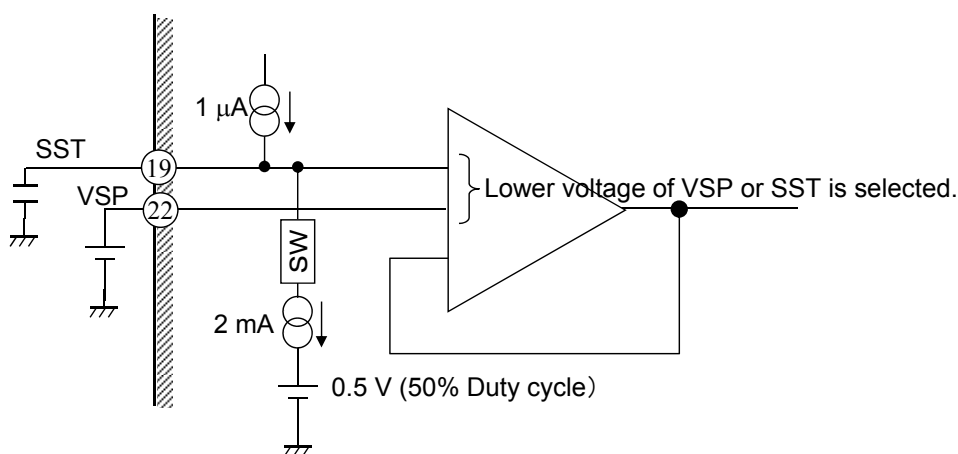 1 μA
SST
19
VSP
22
Lower voltage of VSP or SST is selected.
SW
2 mA
0.5 V (50% Duty cycle）